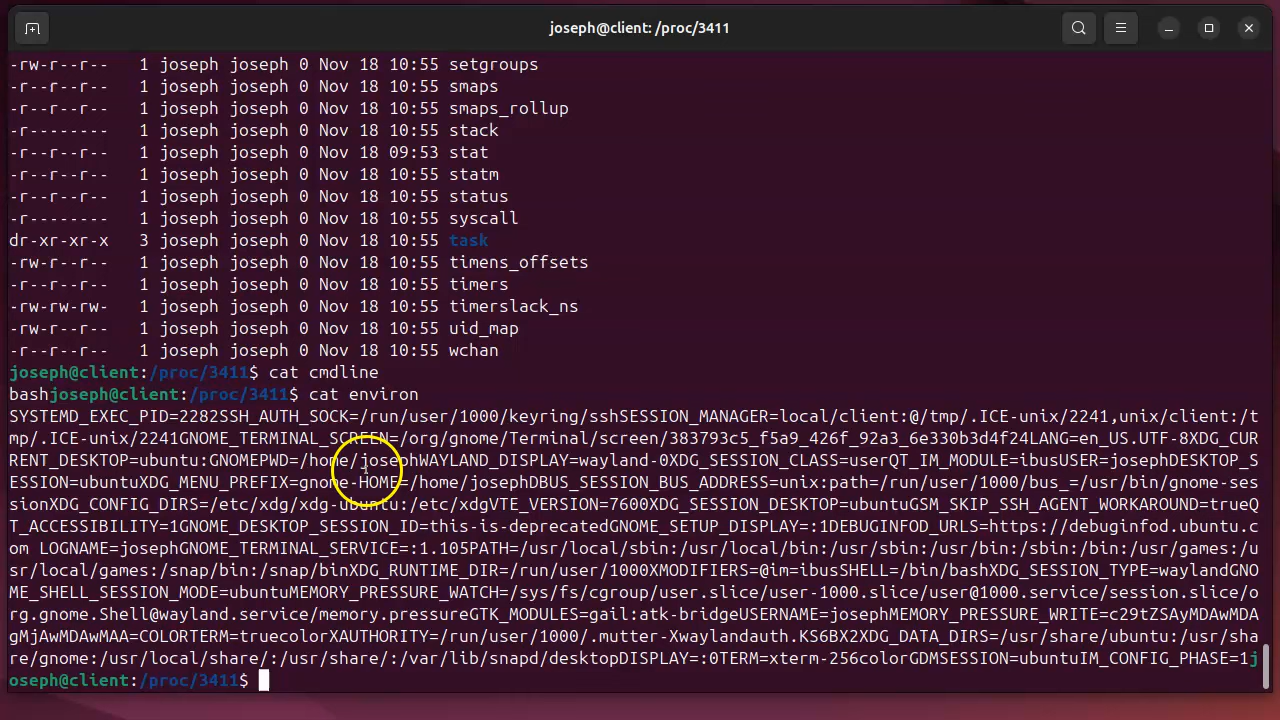 joseph@client: /proc/3411
-rw-r--r--   1 joseph joseph 0 Nov 18 10:55 setgroups
-r--r--r--   1 joseph joseph 0 Nov 18 10:55 smaps
-r--r--r--   1 joseph joseph 0 Nov 18 10:55 smaps_rollup
-r--------   1 joseph joseph 0 Nov 18 10:55 stack
-r--r--r--   1 joseph joseph 0 Nov 18 09:53 stat
-r--r--r--   1 joseph joseph 0 Nov 18 10:55 statm
-r--r--r--   1 joseph joseph 0 Nov 18 10:55 status
-r--------   1 joseph joseph 0 Nov 18 10:55 syscall
dr-xr-xr-x   3 joseph joseph 0 Nov 18 10:55 task
-rw-r--r--   1 joseph joseph 0 Nov 18 10:55 timens_offsets
-r--r--r--   1 joseph joseph 0 Nov 18 10:55 timers
-rw-rw-rw-   1 joseph joseph 0 Nov 18 10:55 timerslack_ns
-rw-r--r--   1 joseph joseph 0 Nov 18 10:55 uid_map
-r--r--r--   1 joseph joseph 0 Nov 18 10:55 wchan
joseph@client:/proc/3411$ cat cmdline
bashjoseph@client:/proc/3411$ cat environ
SYSTEMD_EXEC_PID=2282SSH_AUTH_SOCK=/run/user/1000/keyring/sshSESSION_MANAGER=local/client:@/tmp/.ICE-unix/2241,unix/client:/t
mp/.ICE-unix/2241GNOME_TERMINAL_SCREEN=/org/gnome/Terminal/screen/383793c5_f5a9_426f_92a3_6e330b3d4f24LANG=en_US.UTF-8XDG_CUR
RENT_DESKTOP=ubuntu:GNOMEPWD=/home/josephWAYLAND_DISPLAY=wayland-0XDG_SESSION_CLASS=userQT_IM_MODULE=ibusUSER=josephDESKTOP_S
ESSION=ubuntuXDG_MENU_PREFIX=gnome-HOME=/home/josephDBUS_SESSION_BUS_ADDRESS=unix:path=/run/user/1000/bus_=/usr/bin/gnome-ses
sionXDG_CONFIG_DIRS=/etc/xdg/xdg-ubuntu:/etc/xdgVTE_VERSION=7600XDG_SESSION_DESKTOP=ubuntuGSM_SKIP_SSH_AGENT_WORKAROUND=trueQ
T_ACCESSIBILITY=1GNOME_DESKTOP_SESSION_ID=this-is-deprecatedGNOME_SETUP_DISPLAY=:1DEBUGINFOD_URLS=https://debuginfod.ubuntu.c
om LOGNAME=josephGNOME_TERMINAL_SERVICE=:1.105PATH=/usr/local/sbin:/usr/local/bin:/usr/sbin:/usr/bin:/sbin:/bin:/usr/games:/u
sr/local/games:/snap/bin:/snap/binXDG_RUNTIME_DIR=/run/user/1000XMODIFIERS=@im=ibusSHELL=/bin/bashXDG_SESSION_TYPE=waylandGNO
ME_SHELL_SESSION_MODE=ubuntuMEMORY_PRESSURE_WATCH=/sys/fs/cgroup/user.slice/user-1000.slice/user@1000.service/session.slice/o
rg.gnome.Shell@wayland.service/memory.pressureGTK_MODULES=gail:atk-bridgeUSERNAME=josephMEMORY_PRESSURE_WRITE=c29tZSAyMDAwMDA
gMjAwMDAwMAA=COLORTERM=truecolorXAUTHORITY=/run/user/1000/.mutter-Xwaylandauth.KS6BX2XDG_DATA_DIRS=/usr/share/ubuntu:/usr/sha
re/gnome:/usr/local/share/:/usr/share/:/var/lib/snapd/desktopDISPLAY=:0TERM=xterm-256colorGDMSESSION=ubuntuIM_CONFIG_PHASE=1j
oseph@client:/proc/3411$